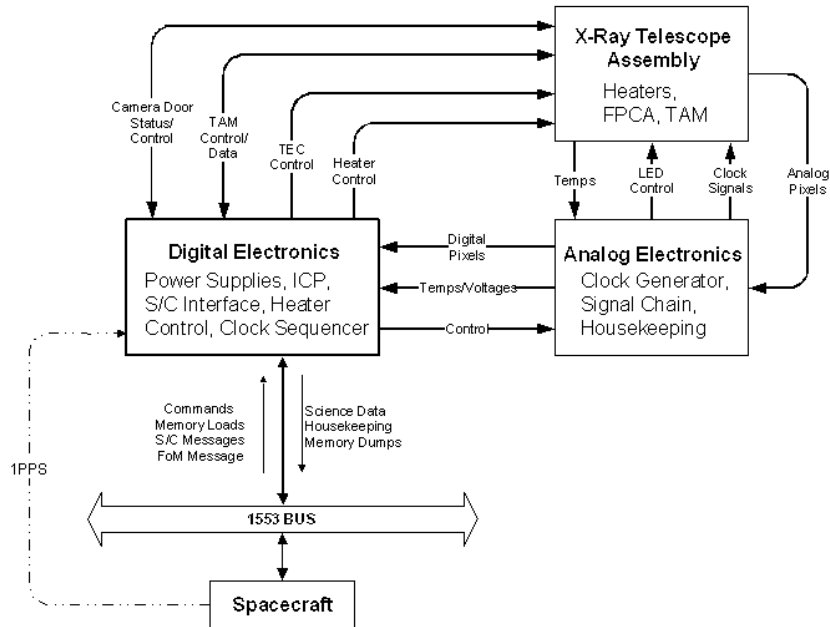 X-Ray Telescope
Assembly
Heaters,
FPCA, TAM
Camera Door
Status/
Control
TAM
Control/
Data
TEC
Control
Heater
Control
Temps
LED
Control
Clock
Signals
Analog
Pixels
Digital Electronics
Power Supplies, ICP,
S/C Interface, Heater
Control, Clock Sequencer
Digital
Pixels
Temps/Voltages
Control
Analog Electronics
Clock Generator,
Signal Chain,
Housekeeping
Commands
Memory Loads
S/C Messages
FoM Message
Science Data
Housekeeping
Memory Dumps
1PPS
1553 BUS
Spacecraft